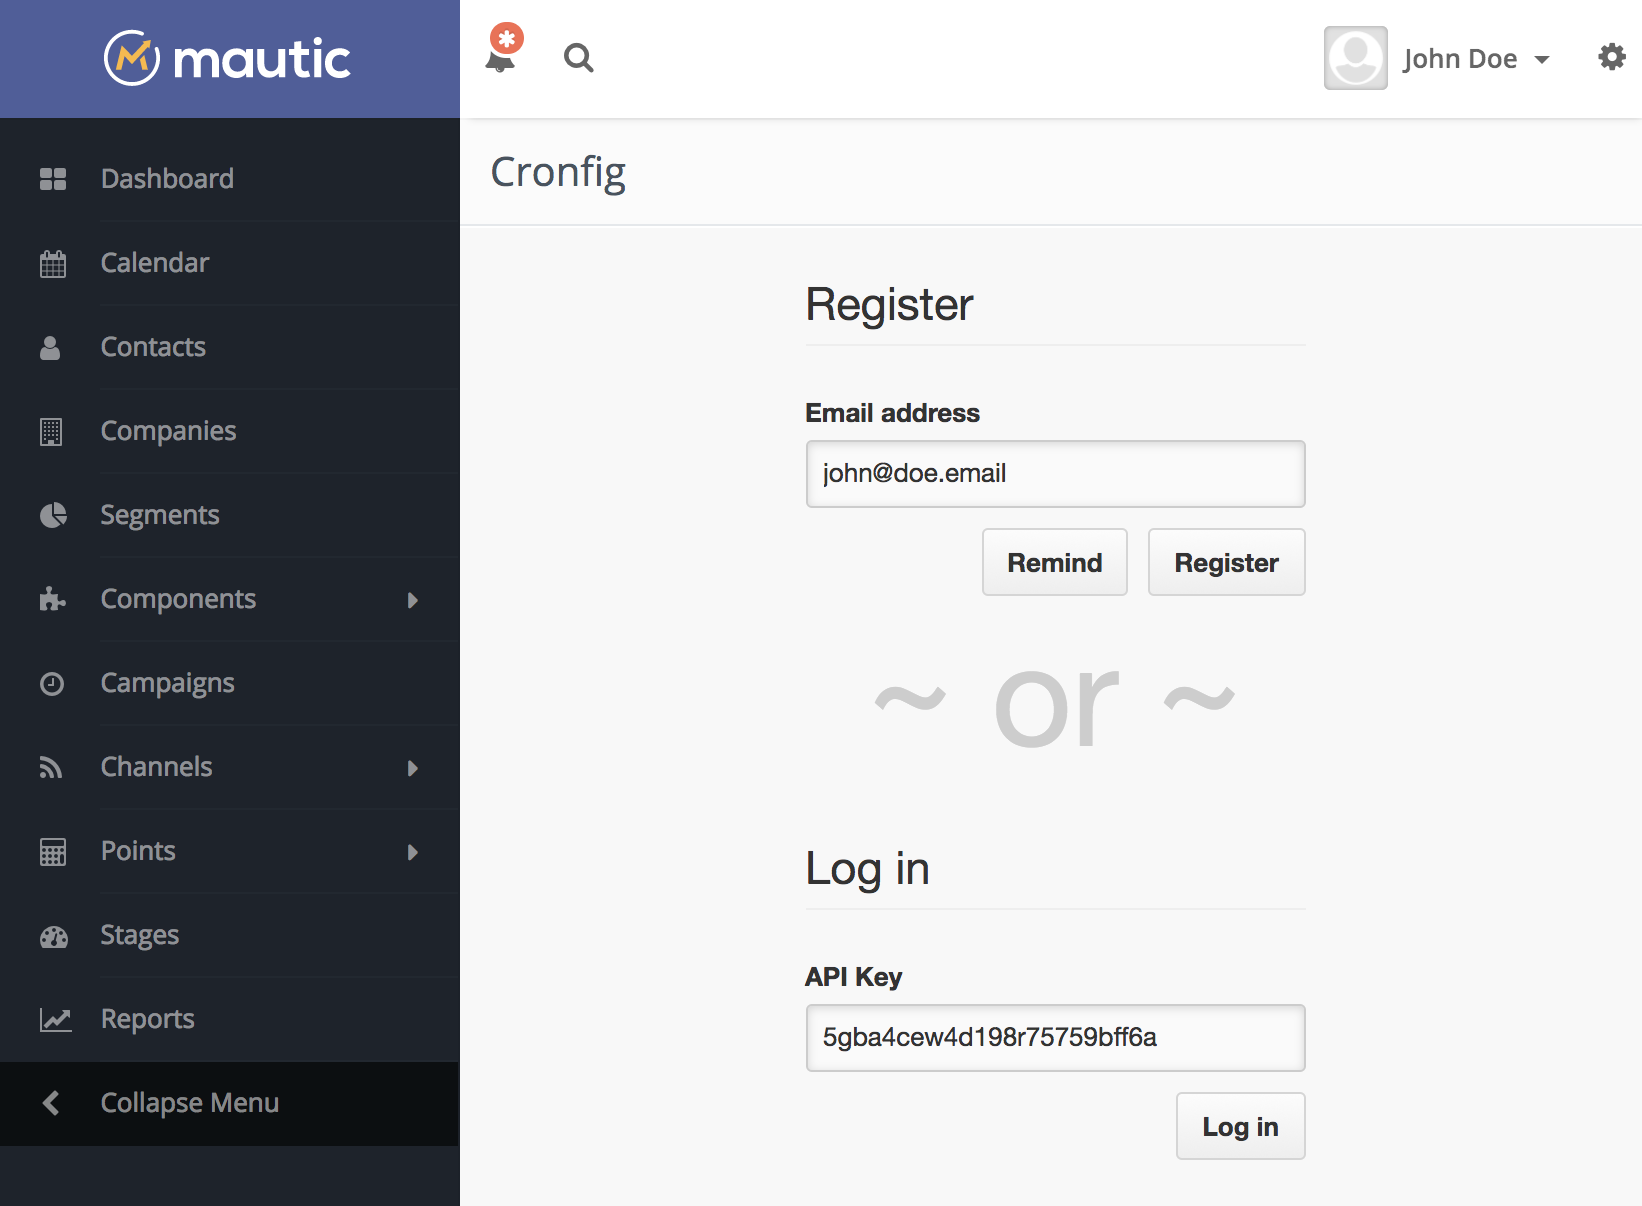 mautic
John Doe
Dashboard
Calendar
Contacts
Companies
Segments
Components
Campaigns
Channels
Points
Stages
Reports
Collapse Menu
Cronfig
Register
Email address
john@doe.email
Remind
Register
~ or ~
Log in
API Key
5gba4cew4d198r75759bff6a
Log in